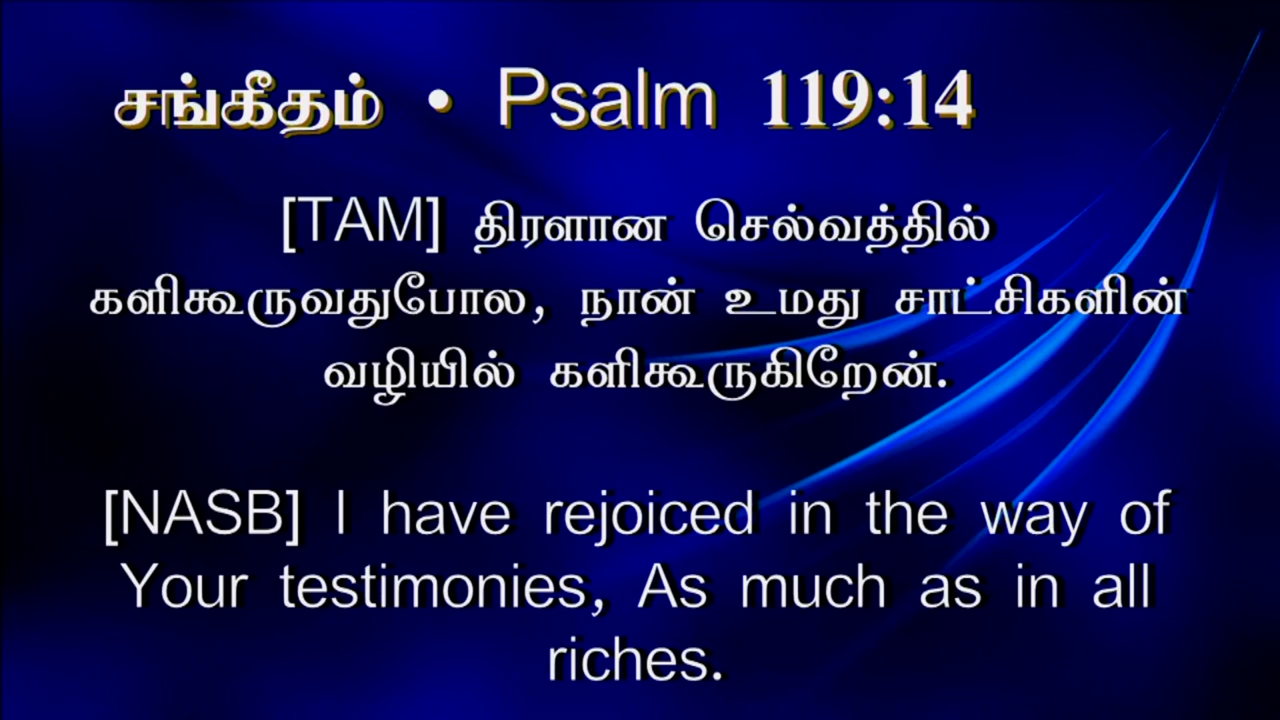 சங்கீதம் • Psalm 119:14
[TAM] திரளான செல்வத்தில்
களிகூருவதுபோல, நான் உமது சாட்சிகளின்
வழியில் களிகூருகிறேன்.
[NASB] I have rejoiced in the way of
Your testimonies, As much as in all
riches.